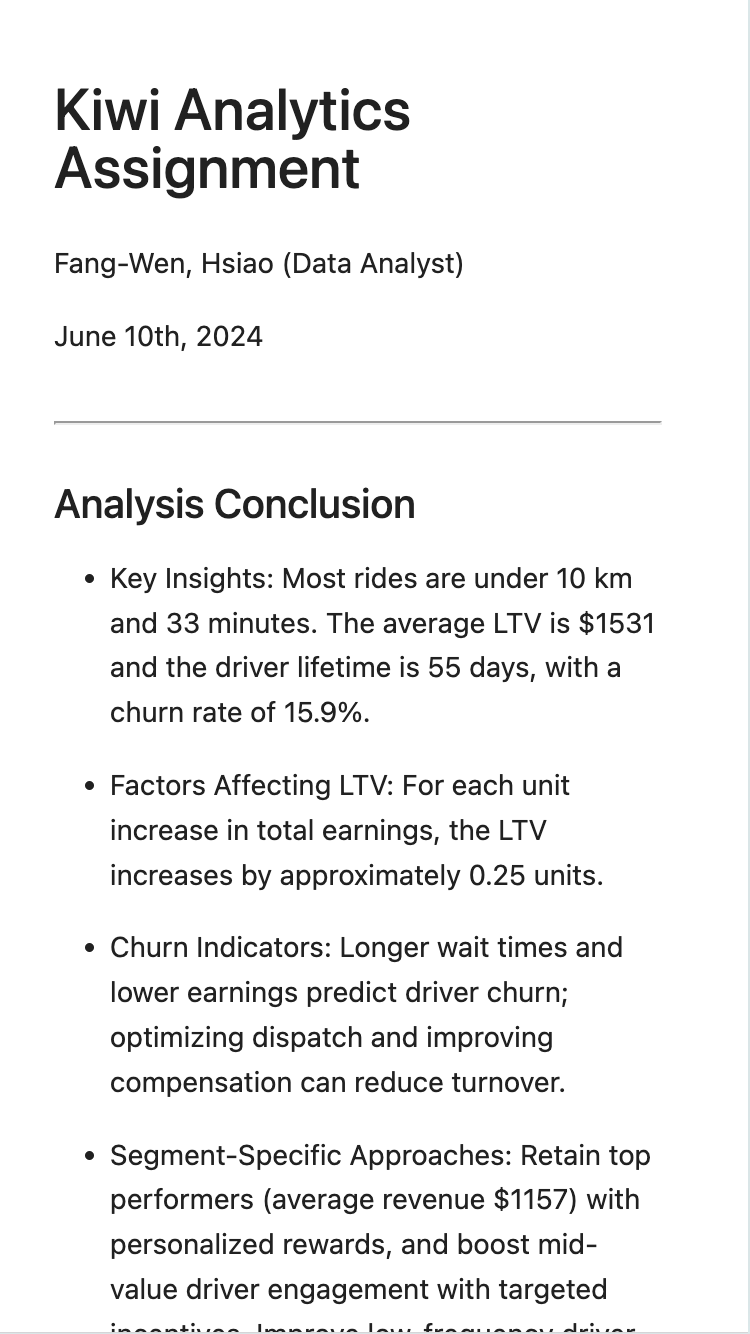 Kiwi Analytics
Assignment
Fang-Wen, Hsiao (Data Analyst)
June 10th, 2024
Analysis Conclusion
• Key Insights: Most rides are under 10 km
and 33 minutes. The average LTV is $1531
and the driver lifetime is 55 days, with a
churn rate of 15.9%.
• Factors Affecting LTV: For each unit
increase in total earnings, the LTV
increases by approximately 0.25 units.
• Churn Indicators: Longer wait times and
lower earnings predict driver churn;
optimizing dispatch and improving
compensation can reduce turnover.
• Segment-Specific Approaches: Retain top
performers (average revenue $1157) with
personalized rewards, and boost mid-
value driver engagement with targeted
incentives. Improve low-frequency driver